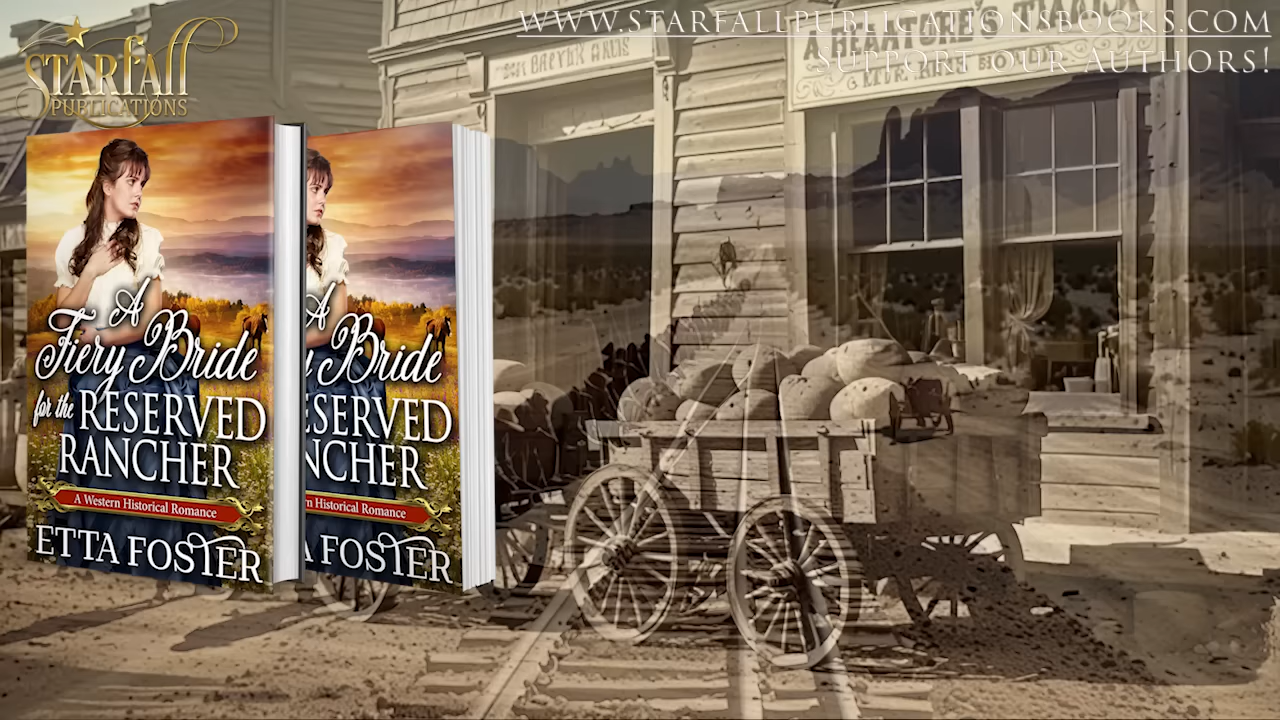 WWW.STARFALLPUBLICATIONSBOOKS.COM
SUPPORT OUR AUTHORS!
STARfAll
PUBLICATIONS
A
Fiery Bride
for the RESERVED
RANCHER
A Western Historical Romance
ETTA FOSTER
A
Bride
ESERVED
NCHER
Historical Romance
FOSTER